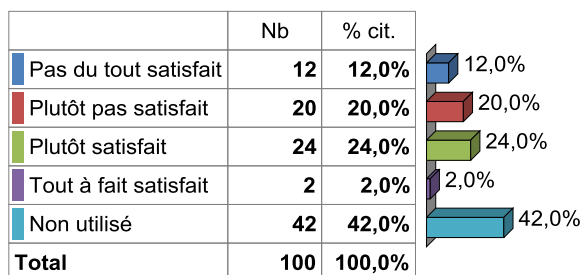 Nb % cit.
Pas du tout satisfait 12 12,0% 12,0%
Plutôt pas satisfait 20 20,0% 20,0%
Plutôt satisfait 24 24,0% 24,0%
Tout à fait satisfait 2 2,0% 2,0%
Non utilisé 42 42,0% 42,0%
Total 100 100,0%